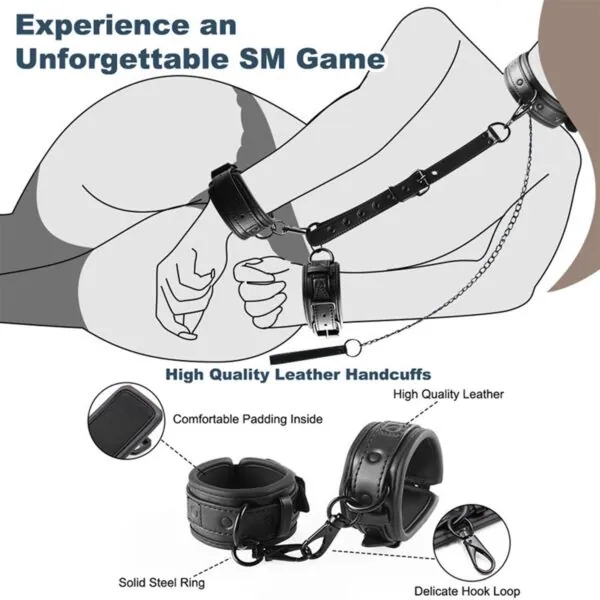 Experience an
Unforgettable SM Game
High Quality Leather Handcuffs
High Quality Leather
Comfortable Padding Inside
Solid Steel Ring
Delicate Hook Loop